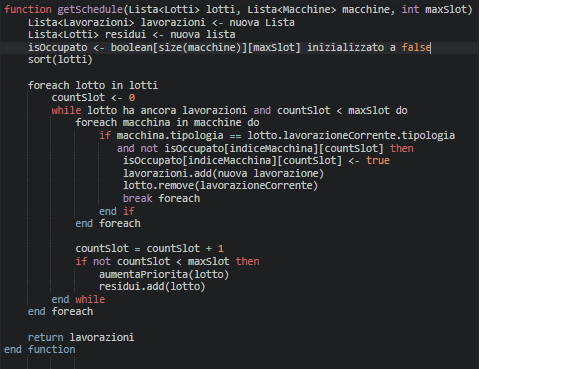 function getSchedule(Lista<Lotti> lotti, Lista<Macchine> macchine, int maxSlot)
    Lista<Lavorazioni> lavorazioni <- nuova Lista
    Lista<Lotti> residui <- nuova lista
    isOccupato <- boolean[size(macchine)][maxSlot] inizializzato a false
    sort(lotti)

    foreach lotto in lotti
        countSlot <- 0
        while lotto ha ancora lavorazioni and countSlot < maxSlot do
            foreach macchina in macchine do
                if macchina.tipologia == lotto.lavorazioneCorrente.tipologia
                   and not isOccupato[indiceMacchina][countSlot] then
                    isOccupato[indiceMacchina][countSlot] <- true
                    lavorazioni.add(nuova lavorazione)
                    lotto.remove(lavorazioneCorrente)
                    break foreach
                end if
            end foreach

            countSlot = countSlot + 1
            if not countSlot < maxSlot then
                aumentaPriorita(lotto)
                residui.add(lotto)
        end while
    end foreach

    return lavorazioni
end function